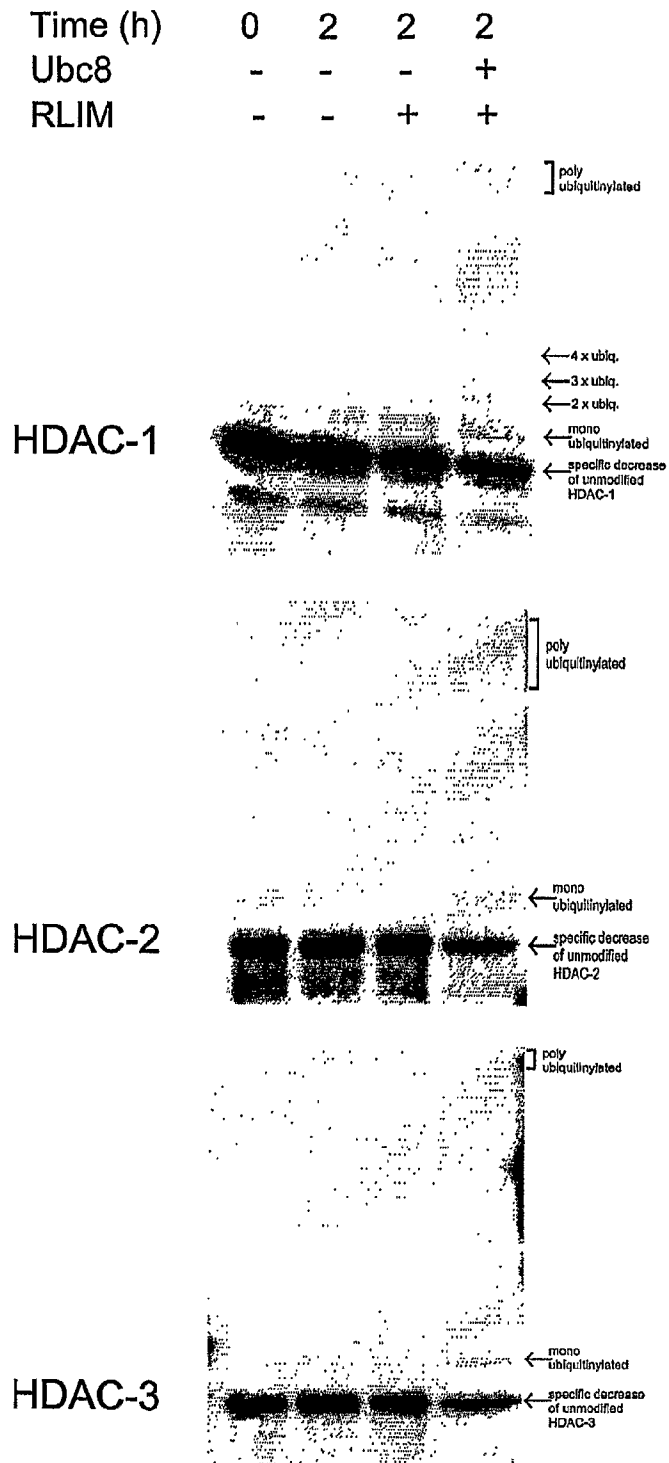 Time (h) 0 2 2 2
Ubc8 - - - +
RLIM - - + +
poly
ubiquitinylated
4 x ubiq.
3 x ubiq.
2 x ubiq.
HDAC-1
mono
ubiquitinylated
specific decrease
of unmodified
HDAC-1
poly
ubiquitinylated
mono
ubiquitinylated
HDAC-2
specific decrease
of unmodified
HDAC-2
poly
ubiquitinylated
mono
ubiquitinylated
HDAC-3
specific decrease
of unmodified
HDAC-3